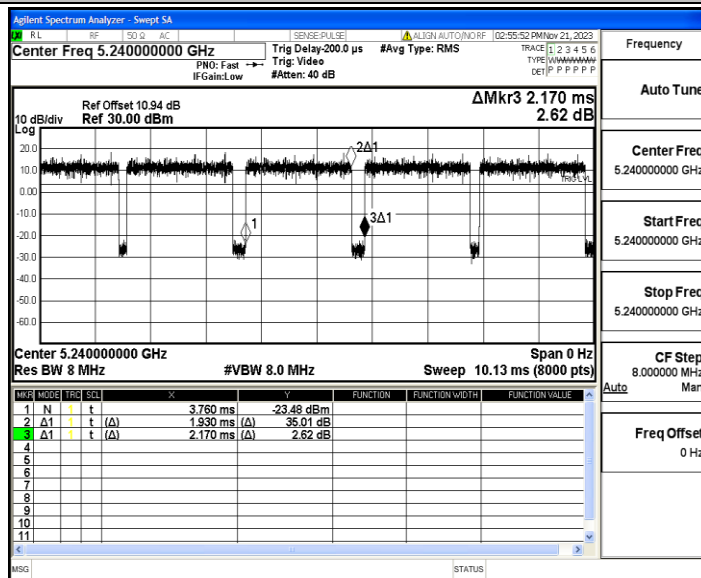 Agilent Spectrum Analyzer - Swept SA
RL RF 50 Ω AC SENSE:PULSE ALIGN AUTO/NO RF 02:55:52 PM Nov 21, 2023
Center Freq 5.240000000 GHz
PNO: Fast
IFGain:Low
Trig Delay-200.0 µs
Trig: Video
#Atten: 40 dB
#Avg Type: RMS
TRACE 1 2 3 4 5 6
TYPE
DET P P P P P P
Ref Offset 10.94 dB
10 dB/div Ref 30.00 dBm
Log
ΔMkr3 2.170 ms
2.62 dB
20.0
10.0
0.00
-10.0
-20.0
-30.0
-40.0
-50.0
-60.0
2Δ1
TRIG LVL
1
3Δ1
Center 5.240000000 GHz Span 0 Hz
Res BW 8 MHz #VBW 8.0 MHz Sweep 10.13 ms (8000 pts)
MKR MODE TRC SCL X Y FUNCTION FUNCTION WIDTH FUNCTION VALUE
1 N 1 t 3.760 ms -23.48 dBm
2 Δ1 1 t (Δ) 1.930 ms (Δ) 35.01 dB
3 Δ1 1 t (Δ) 2.170 ms (Δ) 2.62 dB
4
5
6
7
8
9
10
11
MSG STATUS
Frequency
Auto Tune
Center Freq
5.240000000 GHz
Start Freq
5.240000000 GHz
Stop Freq
5.240000000 GHz
CF Step
8.000000 MHz
Auto Man
Freq Offset
0 Hz